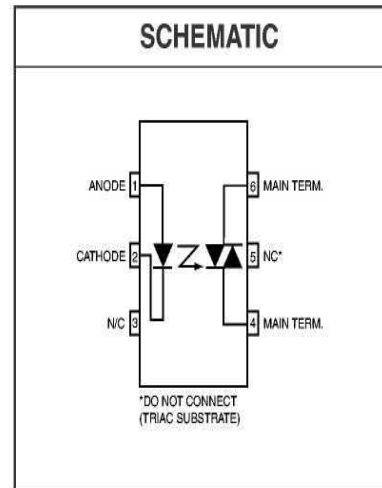 SCHEMATIC
ANODE 1
6 MAIN TERM.
CATHODE 2
5 NC*
N/C 3
4 MAIN TERM.
*DO NOT CONNECT
(TRIAC SUBSTRATE)